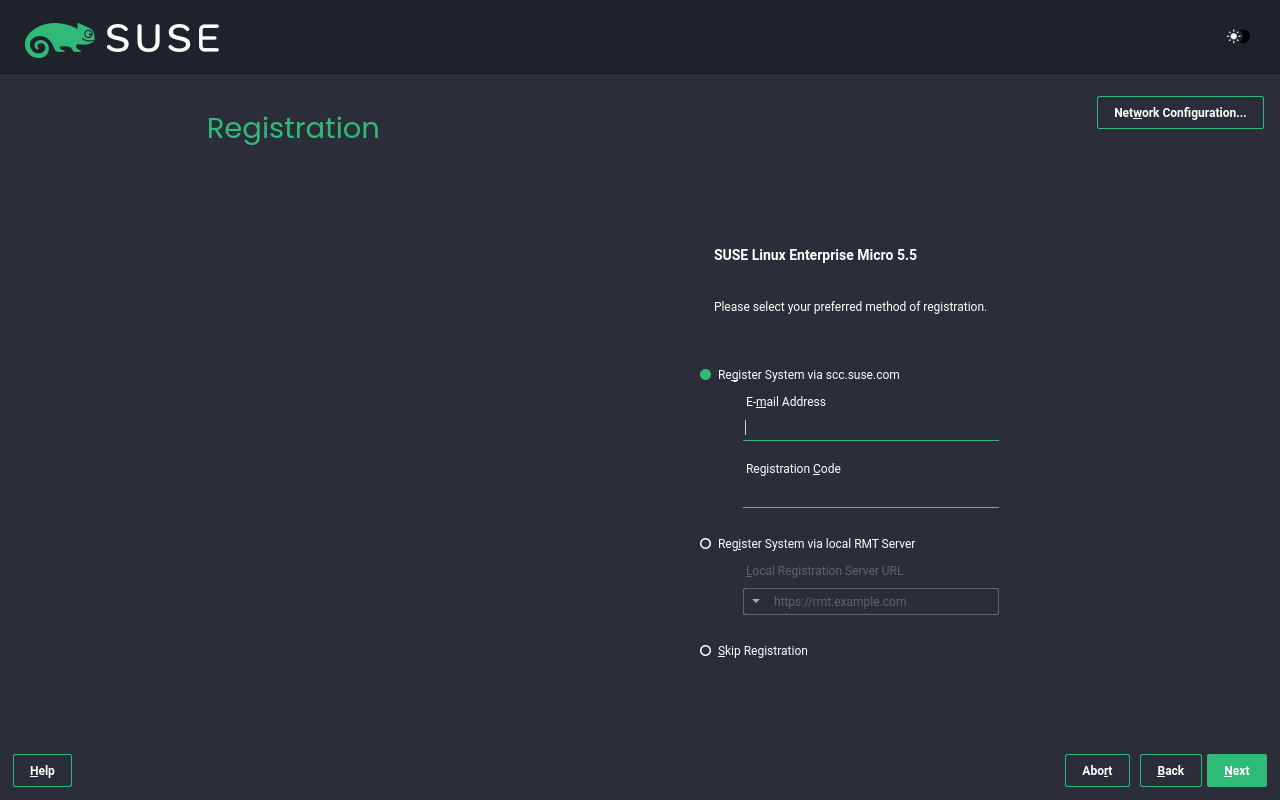 SUSE
Network Configuration...
Registration
SUSE Linux Enterprise Micro 5.5
Please select your preferred method of registration.
Register System via scc.suse.com
E-mail Address
Registration Code
Register System via local RMT Server
Local Registration Server URL
https://rmt.example.com
Skip Registration
Help
Abort
Back
Next